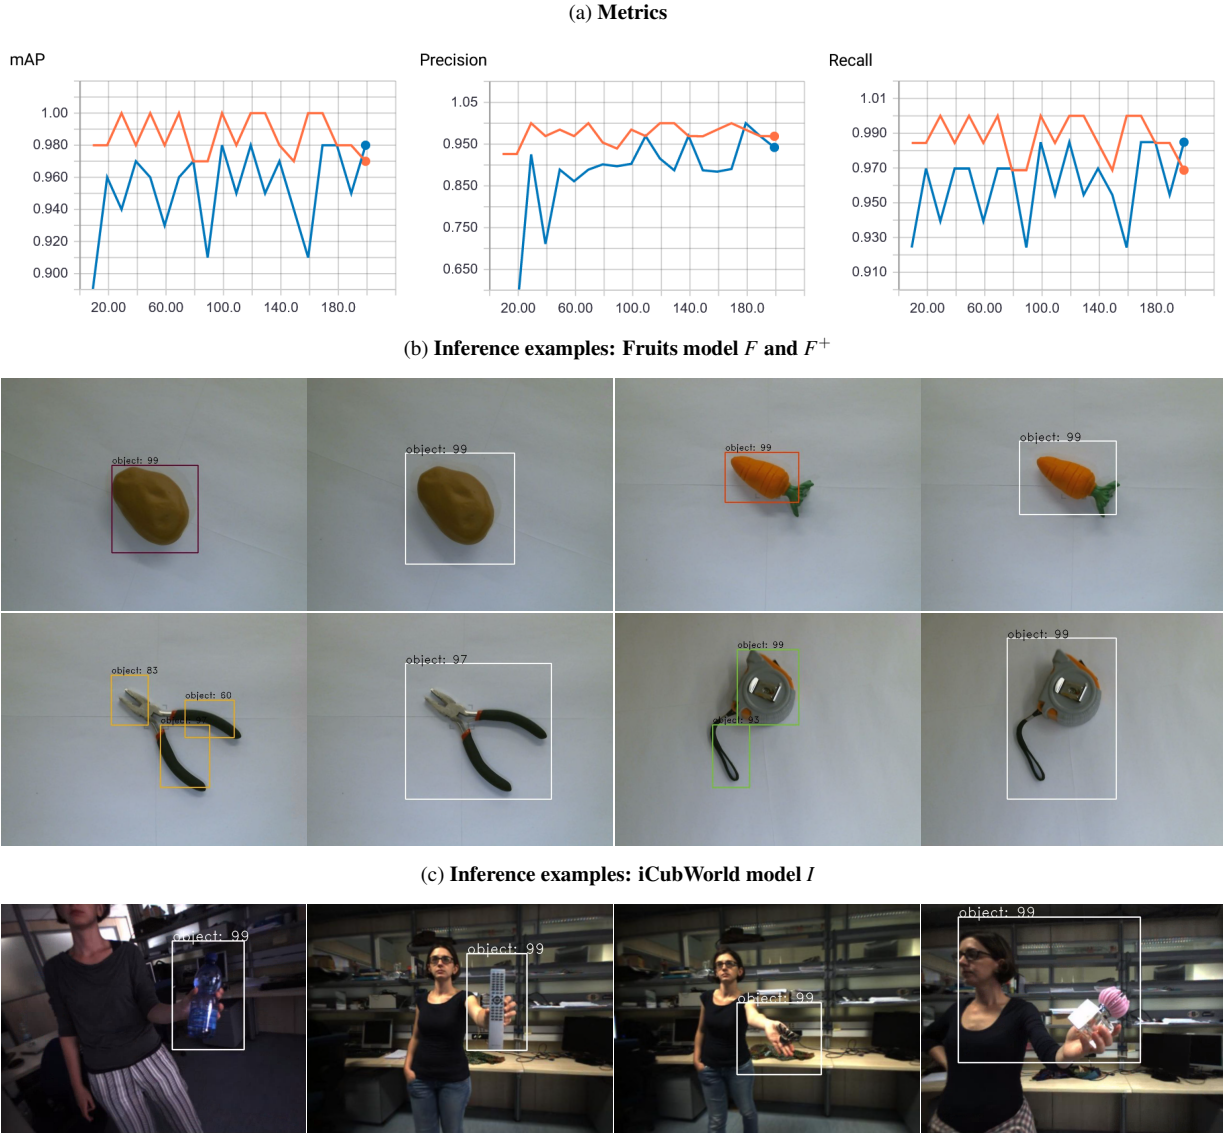 (a) Metrics
mAP
1.00
0.980
0.960
0.940
0.920
0.900
20.00 60.00 100.0 140.0 180.0
Precision
1.05
0.950
0.850
0.750
0.650
20.00 60.00 100.0 140.0 180.0
Recall
1.01
0.990
0.970
0.950
0.930
0.910
20.00 60.00 100.0 140.0 180.0
(b) Inference examples: Fruits model F and F+
object: 99
object: 99
object: 99
object: 99
object: 83
object: 60
object:
object: 97
object: 99
object: 93
object: 99
(c) Inference examples: iCubWorld model I
object: 99
object: 99
object: 99
object: 99